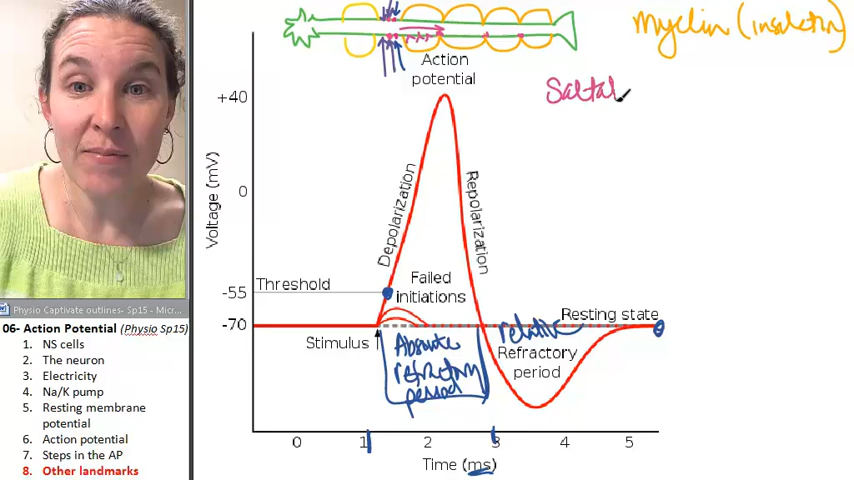 Myelin (insulation)
Action
potential
Saltat
+40
0
-55
-70
Voltage (mV)
Depolarization
Repolarization
Threshold
Failed
initiations
Resting state
relative
Refractory
period
Stimulus
Absolute
refractory
period
0
1
2
3
4
5
Time (ms)
Physio Captivate outlines- Sp15 - Micr...
06- Action Potential (Physio Sp15)
1. NS cells
2. The neuron
3. Electricity
4. Na/K pump
5. Resting membrane
potential
6. Action potential
7. Steps in the AP
8. Other landmarks